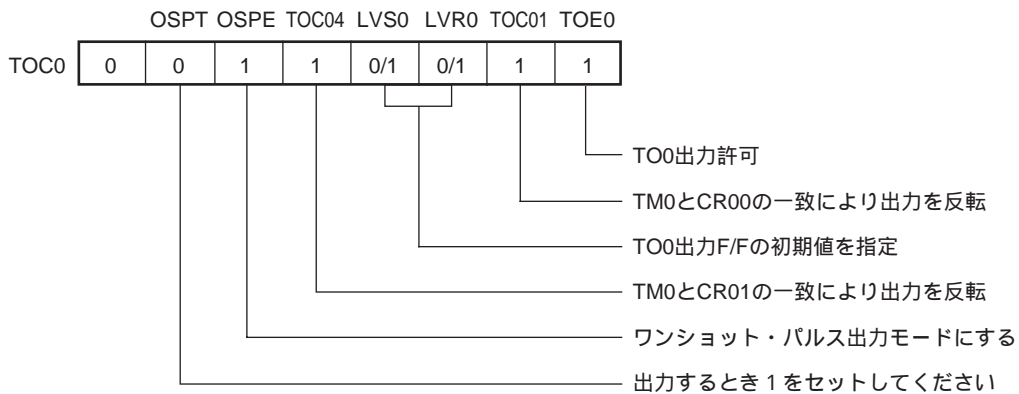 OSPT OSPE TOC04 LVS0 LVR0 TOC01 TOE0
TOC0 0 0 1 1 0/1 0/1 1 1
TO0出力許可
TM0とCR00の一致により出力を反転
TO0出力F/Fの初期値を指定
TM0とCR01の一致により出力を反転
ワンショット・パルス出力モードにする
出力するとき１をセットしてください